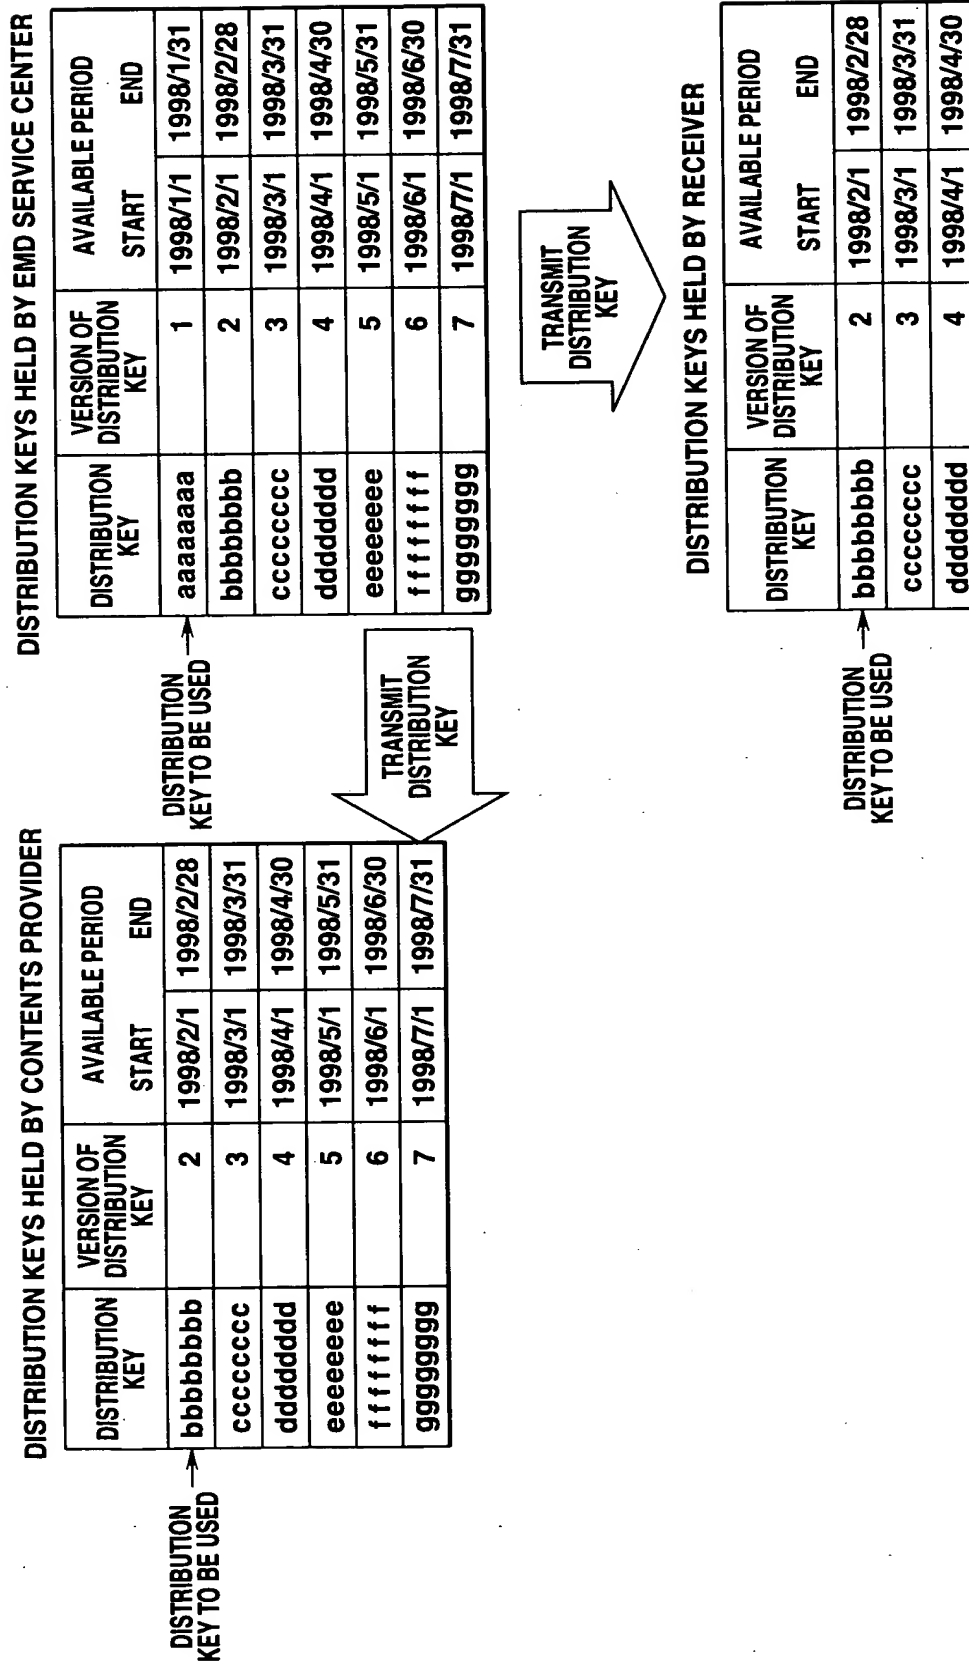 DISTRIBUTION KEYS HELD BY EMD SERVICE CENTER
DISTRIBUTION KEY VERSION OF DISTRIBUTION KEY AVAILABLE PERIOD START END
DISTRIBUTION KEY TO BE USED
aaaaaaaa 1 1998/1/1 1998/1/31
bbbbbbbb 2 1998/2/1 1998/2/28
cccccccc 3 1998/3/1 1998/3/31
dddddddd 4 1998/4/1 1998/4/30
eeeeeeee 5 1998/5/1 1998/5/31
ffffffff 6 1998/6/1 1998/6/30
gggggggg 7 1998/7/1 1998/7/31
TRANSMIT
DISTRIBUTION
KEY
DISTRIBUTION KEYS HELD BY CONTENTS PROVIDER
DISTRIBUTION KEY VERSION OF DISTRIBUTION KEY AVAILABLE PERIOD START END
DISTRIBUTION KEY TO BE USED
bbbbbbbb 2 1998/2/1 1998/2/28
cccccccc 3 1998/3/1 1998/3/31
dddddddd 4 1998/4/1 1998/4/30
eeeeeeee 5 1998/5/1 1998/5/31
ffffffff 6 1998/6/1 1998/6/30
gggggggg 7 1998/7/1 1998/7/31
TRANSMIT
DISTRIBUTION
KEY
DISTRIBUTION KEYS HELD BY RECEIVER
DISTRIBUTION KEY VERSION OF DISTRIBUTION KEY AVAILABLE PERIOD START END
DISTRIBUTION KEY TO BE USED
bbbbbbbb 2 1998/2/1 1998/2/28
cccccccc 3 1998/3/1 1998/3/31
dddddddd 4 1998/4/1 1998/4/30